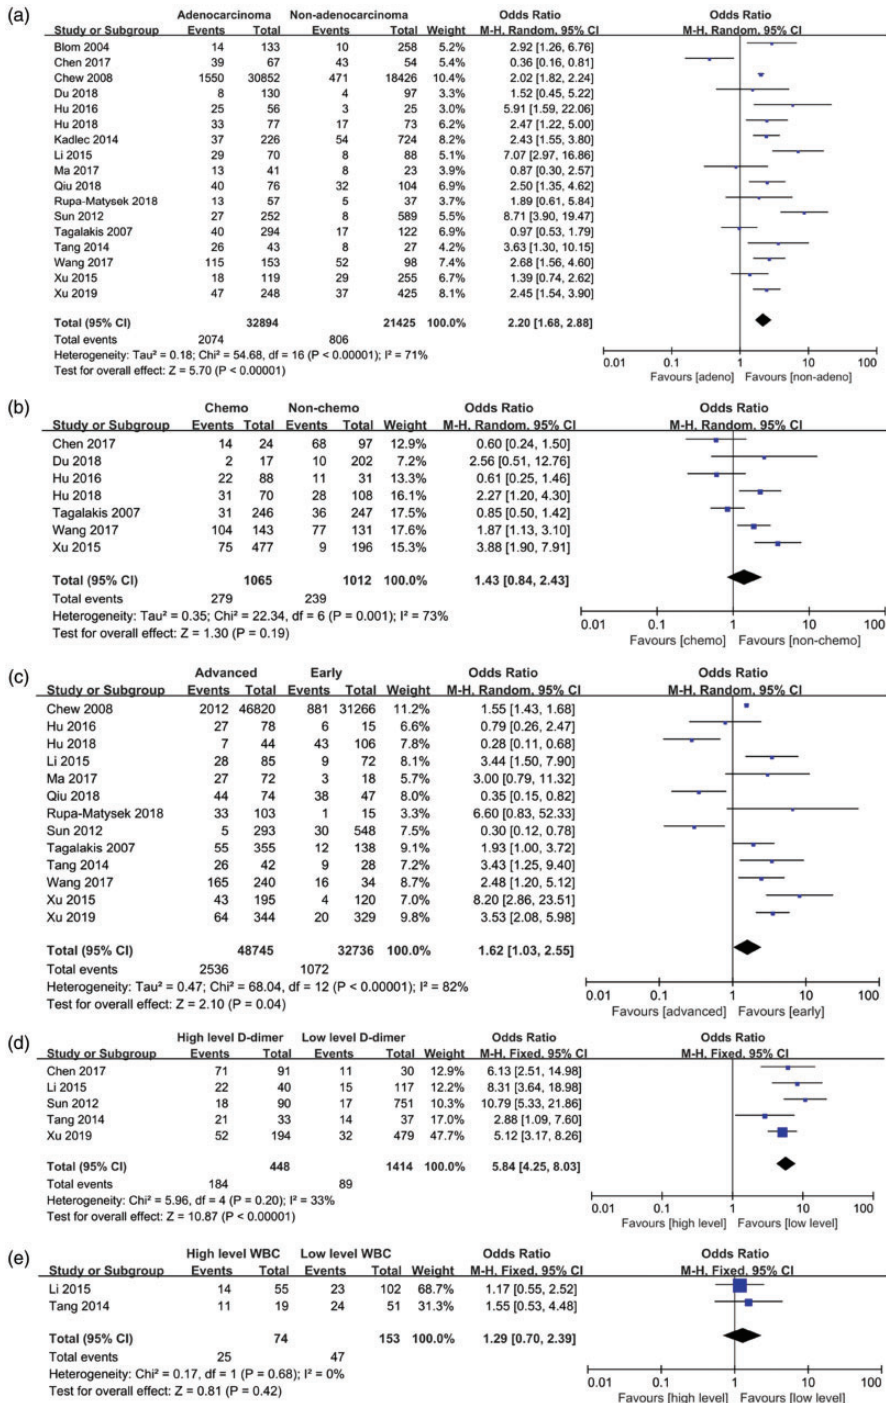 (a)
Adenocarcinoma Non-adenocarcinoma Odds Ratio Odds Ratio
Study or Subgroup Events Total Events Total Weight M-H, Random, 95% CI M-H, Random, 95% CI
Blom 2004 14 133 10 258 5.2% 2.92 [1.26, 6.76]
Chen 2017 39 67 43 54 5.4% 0.36 [0.16, 0.81]
Chew 2008 1550 30852 471 18426 10.4% 2.02 [1.82, 2.24]
Du 2018 8 130 4 97 3.5% 1.52 [0.45, 5.22]
Hu 2016 25 56 3 25 3.2% 5.91 [1.59, 22.06]
Hu 2018 33 77 17 73 6.2% 2.47 [1.22, 5.00]
Kadlec 2014 37 226 54 724 8.2% 2.43 [1.55, 3.80]
Li 2015 29 70 8 88 5.1% 7.07 [2.97, 16.86]
Ma 2017 13 41 8 23 4.1% 0.87 [0.30, 2.57]
Qiu 2018 40 76 32 104 6.8% 2.50 [1.35, 4.62]
Rupa-Matysek 2018 13 57 5 37 3.9% 1.89 [0.61, 5.84]
Sun 2012 27 252 8 589 5.4% 8.71 [3.90, 19.47]
Tagalakis 2007 40 294 17 122 6.9% 0.97 [0.53, 1.79]
Tang 2014 26 43 8 27 4.2% 3.63 [1.30, 10.15]
Wang 2017 115 153 52 98 7.4% 2.68 [1.56, 4.60]
Xu 2015 18 119 29 255 6.7% 1.39 [0.74, 2.62]
Xu 2019 47 248 37 425 8.1% 2.45 [1.54, 3.90]
Total (95% CI) 32894 21425 100.0% 2.20 [1.68, 2.88]
Total events 2074 806
Heterogeneity: Tau² = 0.18; Chi² = 54.68, df = 16 (P < 0.00001); I² = 71%
Test for overall effect: Z = 5.70 (P < 0.00001)
0.01 0.1 1 10 100
Favours [adeno] Favours [non-adeno]
(b)
Chemo Non-chemo Odds Ratio Odds Ratio
Study or Subgroup Events Total Events Total Weight M-H, Random, 95% CI M-H, Random, 95% CI
Chen 2017 14 24 68 97 12.9% 0.60 [0.24, 1.50]
Du 2018 2 17 10 202 7.2% 2.56 [0.51, 12.76]
Hu 2016 22 88 11 31 13.3% 0.61 [0.25, 1.46]
Hu 2018 31 70 28 108 16.1% 2.27 [1.20, 4.30]
Tagalakis 2007 31 246 36 247 17.5% 0.85 [0.50, 1.42]
Wang 2017 104 143 77 131 17.6% 1.87 [1.13, 3.10]
Xu 2015 75 477 9 196 15.3% 3.88 [1.90, 7.91]
Total (95% CI) 1065 1012 100.0% 1.43 [0.84, 2.43]
Total events 279 239
Heterogeneity: Tau² = 0.35; Chi² = 22.34, df = 6 (P = 0.001); I² = 73%
Test for overall effect: Z = 1.30 (P = 0.19)
0.01 0.1 1 10 100
Favours [chemo] Favours [non-chemo]
(c)
Advanced Early Odds Ratio Odds Ratio
Study or Subgroup Events Total Events Total Weight M-H, Random, 95% CI M-H, Random, 95% CI
Chew 2008 2012 46820 881 31266 11.2% 1.55 [1.43, 1.68]
Hu 2016 27 78 6 15 6.6% 0.79 [0.26, 2.47]
Hu 2018 7 44 43 106 7.8% 0.28 [0.11, 0.68]
Li 2015 28 85 9 72 8.1% 3.44 [1.50, 7.90]
Ma 2017 27 72 3 18 5.7% 3.00 [0.79, 11.32]
Qiu 2018 44 74 38 47 8.0% 0.35 [0.15, 0.82]
Rupa-Matysek 2018 33 103 1 15 3.3% 6.60 [0.83, 52.33]
Sun 2012 5 293 30 548 7.5% 0.30 [0.12, 0.78]
Tagalakis 2007 55 355 12 138 9.1% 1.93 [1.00, 3.72]
Tang 2014 26 42 9 28 7.2% 3.43 [1.25, 9.40]
Wang 2017 165 240 16 34 8.7% 2.48 [1.20, 5.12]
Xu 2015 43 195 4 120 7.0% 8.20 [2.86, 23.51]
Xu 2019 64 344 20 329 9.8% 3.53 [2.08, 5.98]
Total (95% CI) 48745 32736 100.0% 1.62 [1.03, 2.55]
Total events 2536 1072
Heterogeneity: Tau² = 0.47; Chi² = 68.04, df = 12 (P < 0.00001); I² = 82%
Test for overall effect: Z = 2.10 (P = 0.04)
0.01 0.1 1 10 100
Favours [advanced] Favours [early]
(d)
High level D-dimer Low level D-dimer Odds Ratio Odds Ratio
Study or Subgroup Events Total Events Total Weight M-H, Fixed, 95% CI M-H, Fixed, 95% CI
Chen 2017 71 91 11 30 12.9% 6.13 [2.51, 14.98]
Li 2015 22 40 15 117 12.2% 8.31 [3.64, 18.98]
Sun 2012 18 90 17 751 10.3% 10.79 [5.33, 21.86]
Tang 2014 21 33 14 37 16.9% 2.88 [1.09, 7.60]
Xu 2019 52 194 32 479 47.7% 5.12 [3.17, 8.26]
Total (95% CI) 448 1414 100.0% 5.84 [4.25, 8.03]
Total events 184 89
Heterogeneity: Chi² = 5.96, df = 4 (P = 0.20); I² = 33%
Test for overall effect: Z = 10.87 (P < 0.00001)
0.01 0.1 1 10 100
Favours [high level] Favours [low level]
(e)
High level WBC Low level WBC Odds Ratio Odds Ratio
Study or Subgroup Events Total Events Total Weight M-H, Fixed, 95% CI M-H, Fixed, 95% CI
Li 2015 14 55 23 102 68.7% 1.17 [0.55, 2.52]
Tang 2014 11 19 24 51 31.3% 1.55 [0.53, 4.48]
Total (95% CI) 74 153 100.0% 1.29 [0.70, 2.39]
Total events 25 47
Heterogeneity: Chi² = 0.17, df = 1 (P = 0.68); I² = 0%
Test for overall effect: Z = 0.81 (P = 0.42)
0.01 0.1 1 10 100
Favours [high level] Favours [low level]